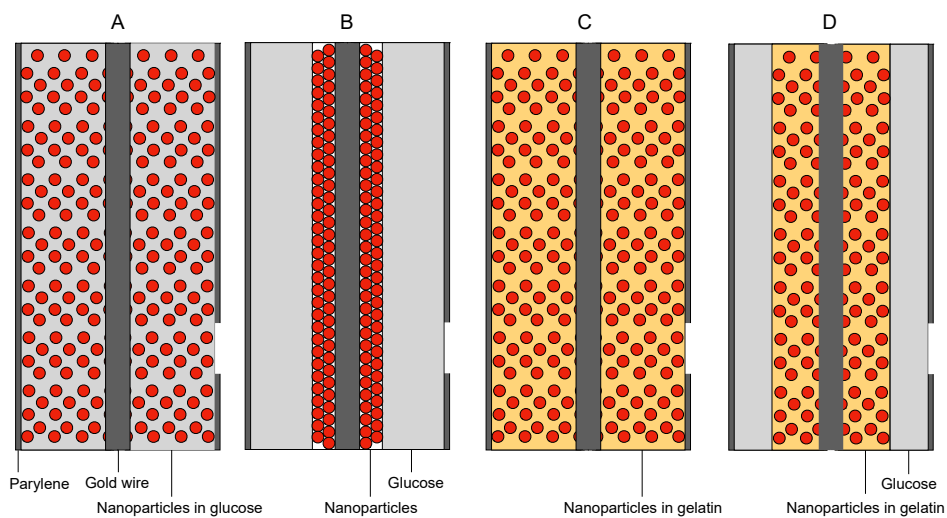 A
B
C
D
Parylene
Gold wire
Nanoparticles in glucose
Glucose
Nanoparticles
Nanoparticles in gelatin
Glucose
Nanoparticles in gelatin